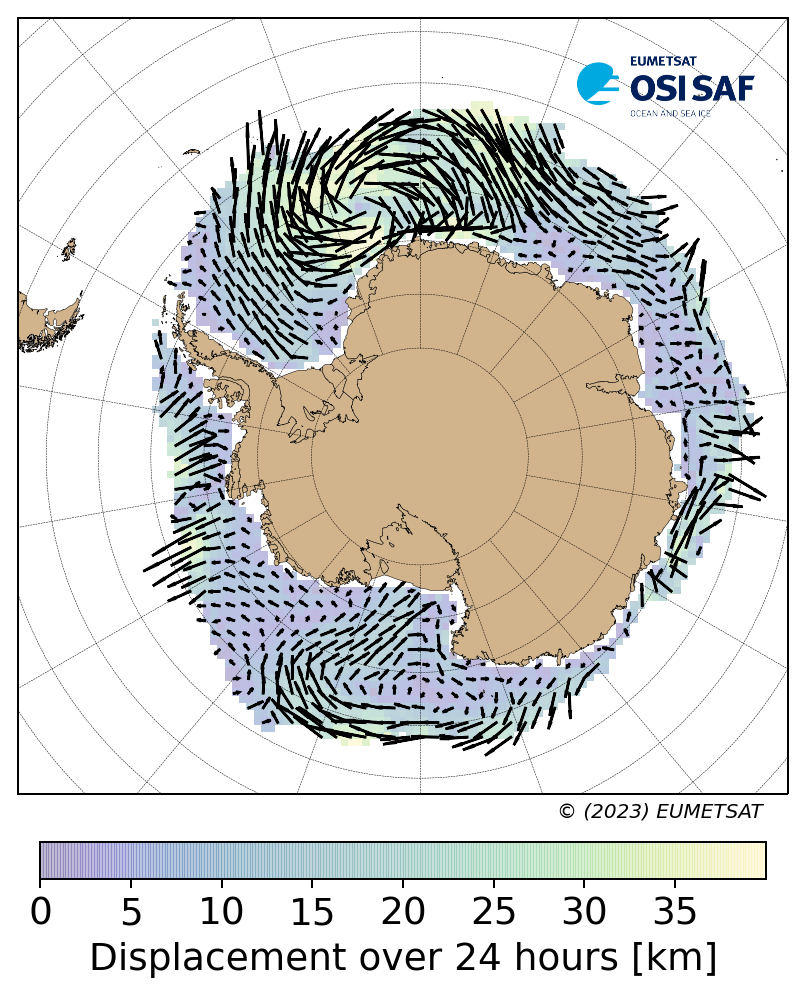 EUMETSAT
OSI SAF
OCEAN AND SEA ICE
© (2023) EUMETSAT
0 5 10 15 20 25 30 35
Displacement over 24 hours [km]